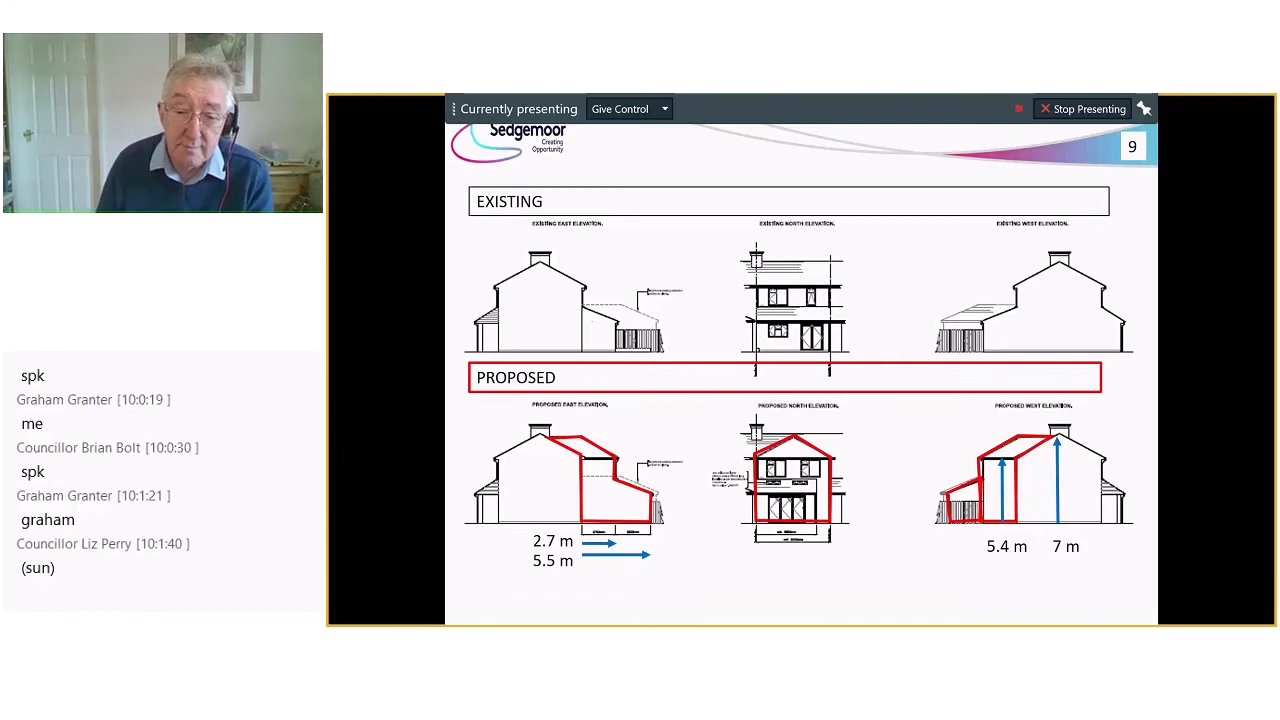 Currently presenting
Give Control
Stop Presenting
Sedgemoor
Creating
Opportunity
9
EXISTING
EXISTING EAST ELEVATION.
EXISTING NORTH ELEVATION.
EXISTING WEST ELEVATION.
PROPOSED
PROPOSED EAST ELEVATION.
PROPOSED NORTH ELEVATION.
PROPOSED WEST ELEVATION.
2.7 m
5.5 m
5.4 m
7 m
spk
Graham Granter [10:0:19 ]
me
Councillor Brian Bolt [10:0:30 ]
spk
Graham Granter [10:1:21 ]
graham
Councillor Liz Perry [10:1:40 ]
(sun)